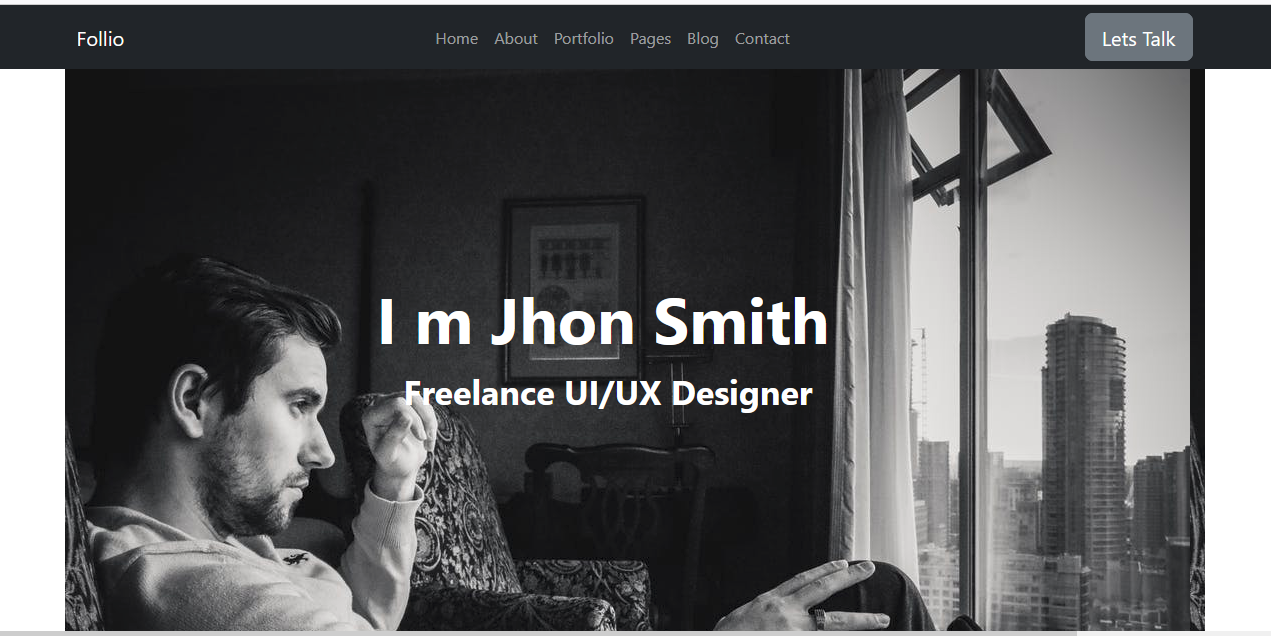 Follio
Home About Portfolio Pages Blog Contact
Lets Talk
I m Jhon Smith
Freelance UI/UX Designer